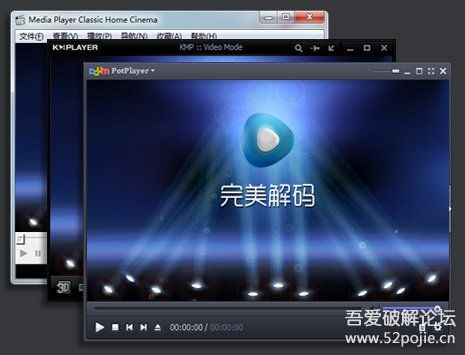 Media Player Classic Home Cinema
文件(F) 查看(V) 播放(P) 导航(N) 收藏(A) 帮助(H)
KMPLAYER
KMP :: Video Mode
Daum PotPlayer
完美解码
3D
00:00:00 / 00:00:00
吾爱破解论坛
www.52pojie.cn